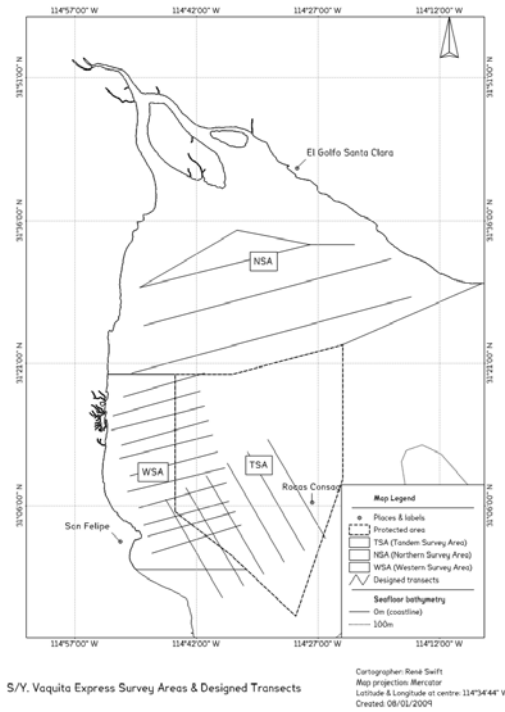 114°57'00" W 114°42'00" W 114°27'00" W 114°12'00" W
31°51'00" N 31°51'00" N
El Golfo Santa Clara
31°36'00" N 31°36'00" N
NSA
31°21'00" N 31°21'00" N
WSA
TSA
Rocas Consag
31°06'00" N 31°06'00" N
San Felipe
Map Legend
Places & labels
Protected area
TSA (Tandem Survey Area)
NSA (Northern Survey Area)
WSA (Western Survey Area)
Designed transects
Seafloor bathymetry
0m (coastline)
100m
114°57'00" W 114°42'00" W 114°27'00" W 114°12'00" W
S/Y. Vaquita Express Survey Areas & Designed Transects
Cartographer: René Swift
Map projection: Mercator
Latitude & Longitude at centre: 114°34'44" W
Created: 08/01/2009